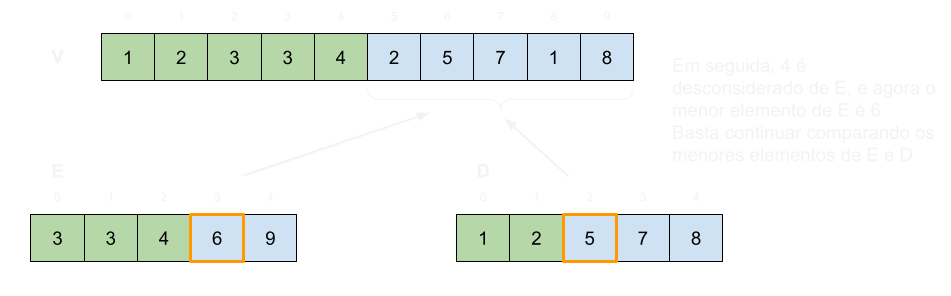 0 1 2 3 4 5 6 7 8 9
V 1 2 3 3 4 2 5 7 1 8
Em seguida, 4 é
desconsiderado de E, e agora o
menor elemento de E e 6
Basta continuar comparando os
menores elementos de E e D
E D
0 1 2 3 4 0 1 2 3 4
3 3 4 6 9 1 2 5 7 8